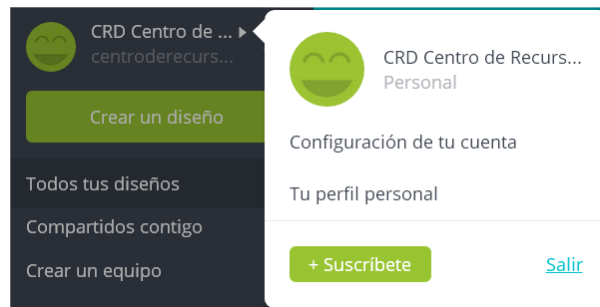 CRD Centro de ...
centroderecurs...
Crear un diseño
Todos tus diseños
Compartidos contigo
Crear un equipo
CRD Centro de Recurs...
Personal
Configuración de tu cuenta
Tu perfil personal
+ Suscríbete
Salir